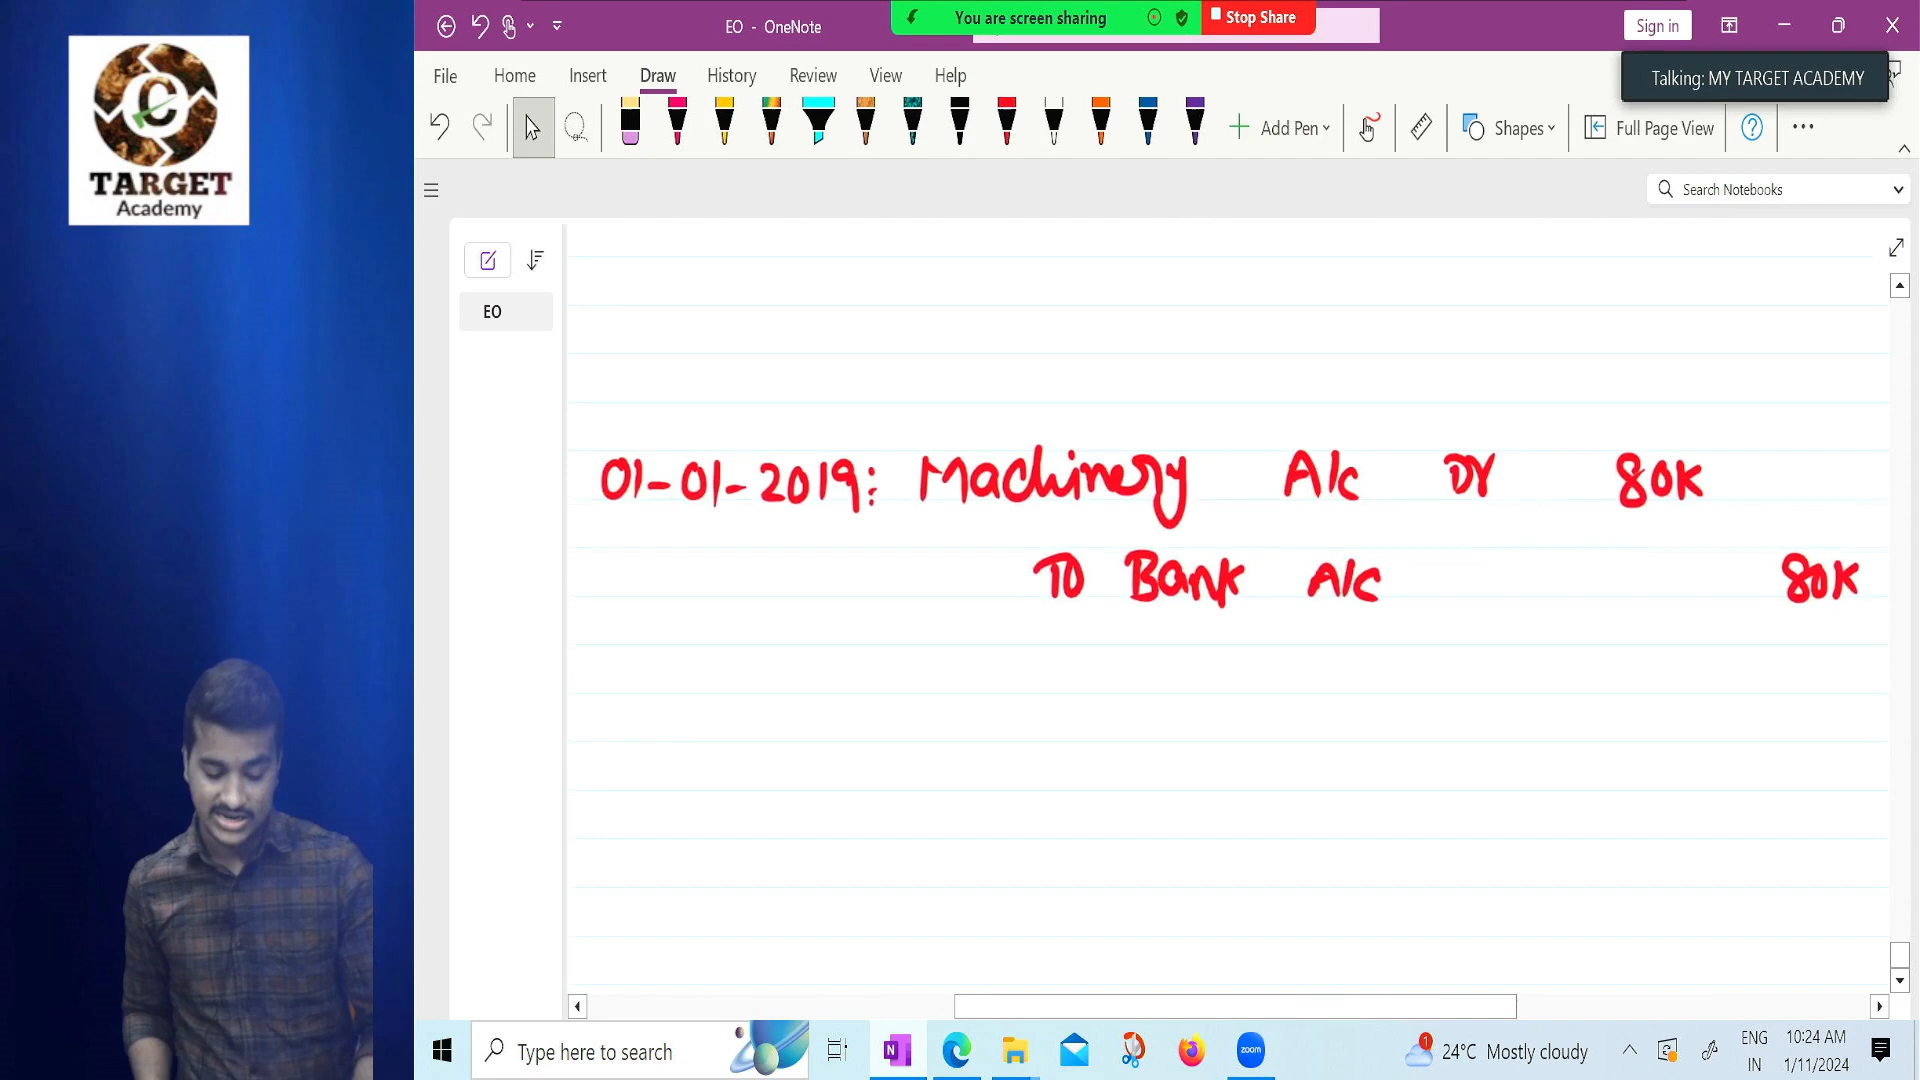 TARGET
Academy
EO - OneNote
You are screen sharing
Stop Share
Sign in
Talking: MY TARGET ACADEMY
File Home Insert Draw History Review View Help
Add Pen Shapes Full Page View
Search Notebooks
EO
01-01-2019: Machinery A/c Dr 80K
To Bank A/c 80K
Type here to search
zoom
1
24°C Mostly cloudy
ENG
IN
10:24 AM
1/11/2024